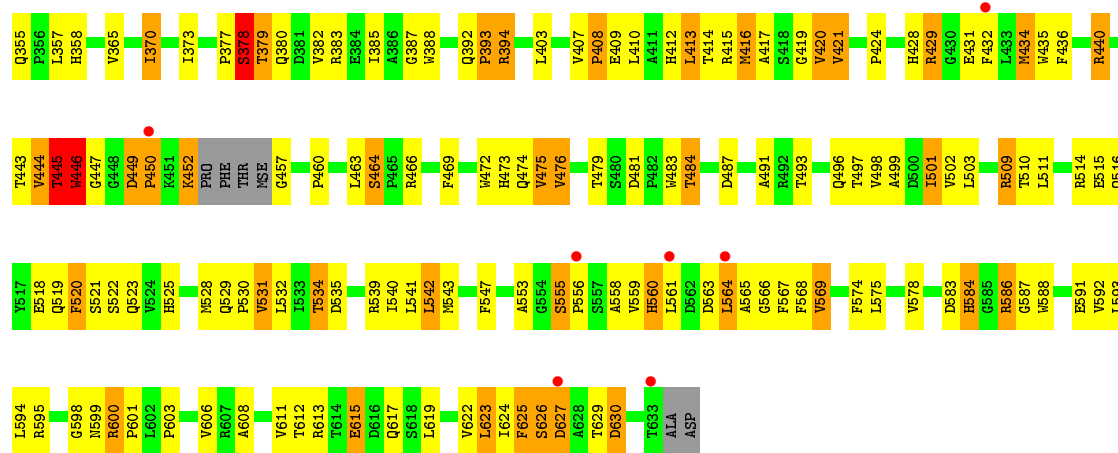 Q355 P356 L357 H358 V365 I370 I373 P377 S378 T379 Q380 D381 V382 R383 E384 I385 A386 G387 W388 Q392 P393 R394 L403 V407 P408 E409 L410 A411 H412 L413 T414 R415 M416 A417 S418 G419 V420 V421 P424 H428 R429 G430 E431 F432 L433 M434 W435 F436 R440
T443 V444 T445 W446 G447 G448 D449 P450 K451 K452 PRO PHE THR MSE G457 P460 L463 S464 P465 R466 F469 W472 H473 Q474 V475 V476 T479 S480 D481 P482 W483 T484 D487 A491 R492 T493 Q496 T497 V498 A499 D500 I501 V502 L503 R509 T510 L511 R514 E515 Q516
Y517 E518 Q519 F520 S521 S522 Q523 V524 H525 M528 Q529 P530 V531 L532 I533 T534 D535 R539 I540 L541 L542 M543 F547 A553 G554 S555 P556 S557 A558 V559 H560 L561 D562 D563 L564 A565 G566 F567 F568 V569 F574 L575 V578 D583 H584 G585 R586 G587 W588 E591 V592 L593
L594 R595 G598 N599 R600 P601 L602 P603 V606 R607 A608 V611 T612 R613 T614 E615 D616 Q617 S618 L619 V622 L623 I624 F625 S626 D627 A628 T629 D630 T633 ALA ASP